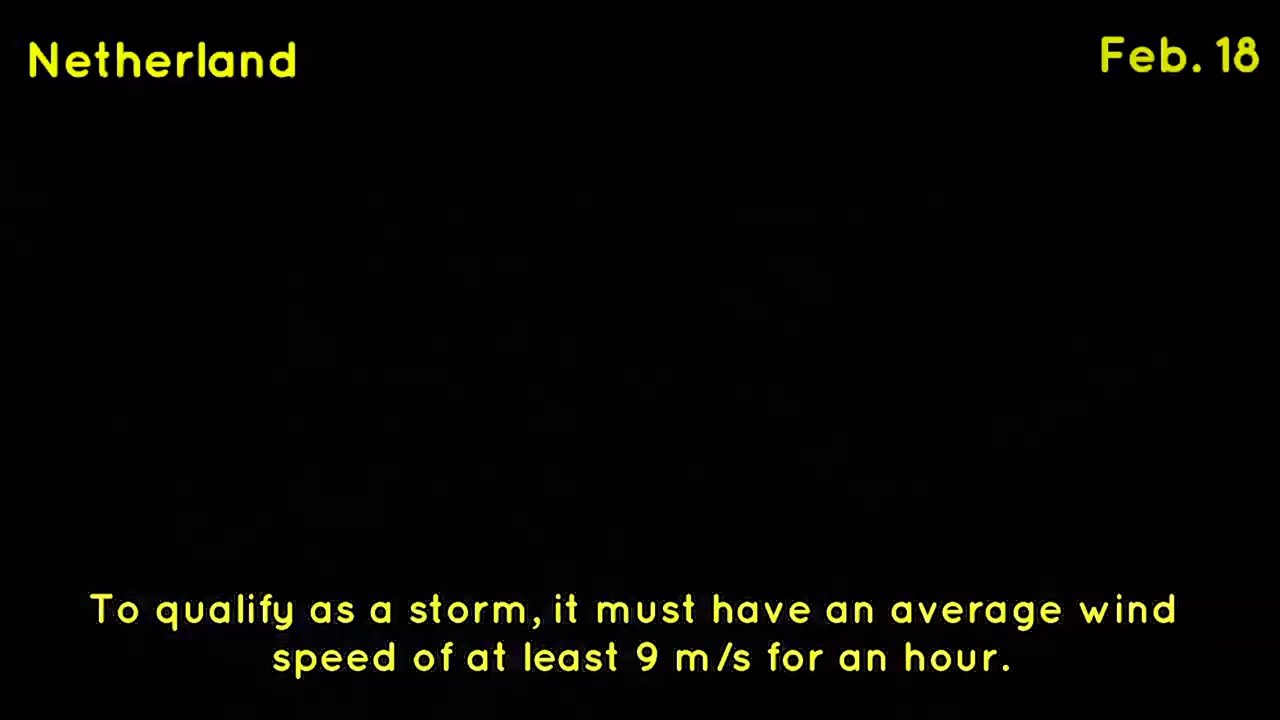 Netherland
Feb. 18
To qualify as a storm, it must have an average wind
speed of at least 9 m/s for an hour.